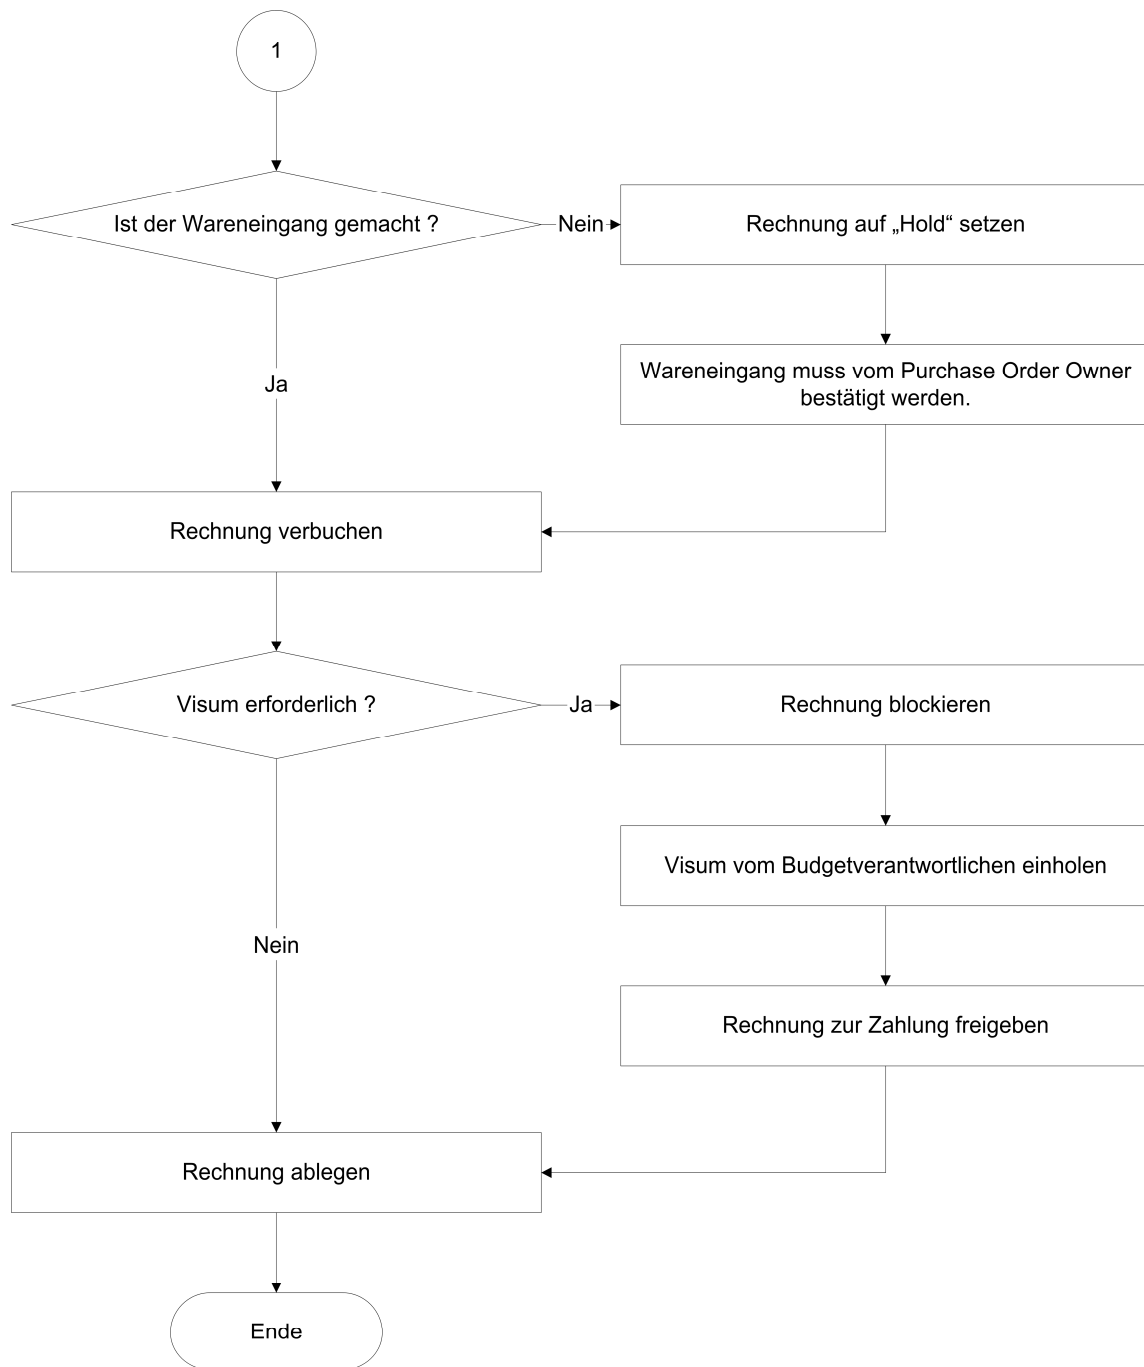 1
Ist der Wareneingang gemacht ?
Nein
Rechnung auf „Hold“ setzen
Wareneingang muss vom Purchase Order Owner
bestätigt werden.
Ja
Rechnung verbuchen
Visum erforderlich ?
Ja
Rechnung blockieren
Visum vom Budgetverantwortlichen einholen
Nein
Rechnung zur Zahlung freigeben
Rechnung ablegen
Ende